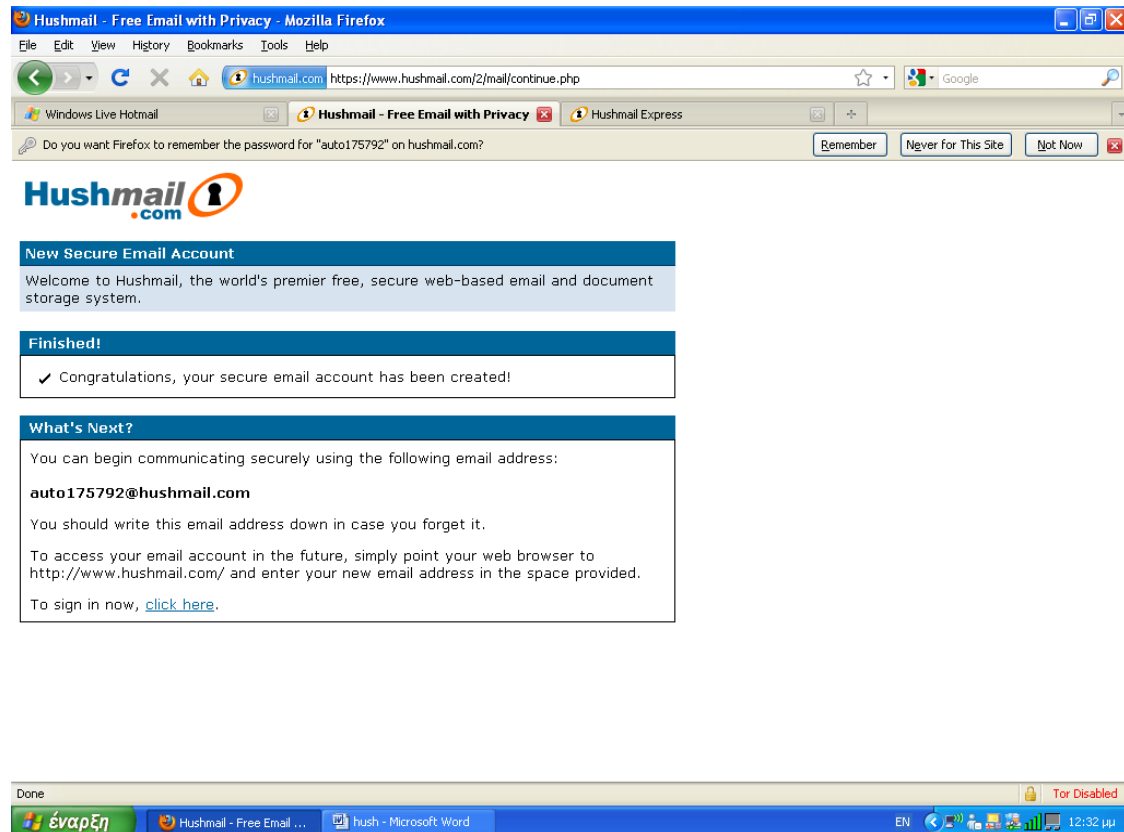 Hushmail - Free Email with Privacy - Mozilla Firefox
File Edit View History Bookmarks Tools Help
hushmail.com https://www.hushmail.com/2/mail/continue.php Google
Windows Live Hotmail Hushmail - Free Email with Privacy Hushmail Express
Do you want Firefox to remember the password for "auto175792" on hushmail.com? Remember Never for This Site Not Now
Hushmail
.com
New Secure Email Account
Welcome to Hushmail, the world's premier free, secure web-based email and document
storage system.
Finished!
Congratulations, your secure email account has been created!
What's Next?
You can begin communicating securely using the following email address:
auto175792@hushmail.com
You should write this email address down in case you forget it.
To access your email account in the future, simply point your web browser to
http://www.hushmail.com/ and enter your new email address in the space provided.
To sign in now, click here.
Done Tor Disabled
έναρξη Hushmail - Free Email ... hush - Microsoft Word EN 12:32 μμ